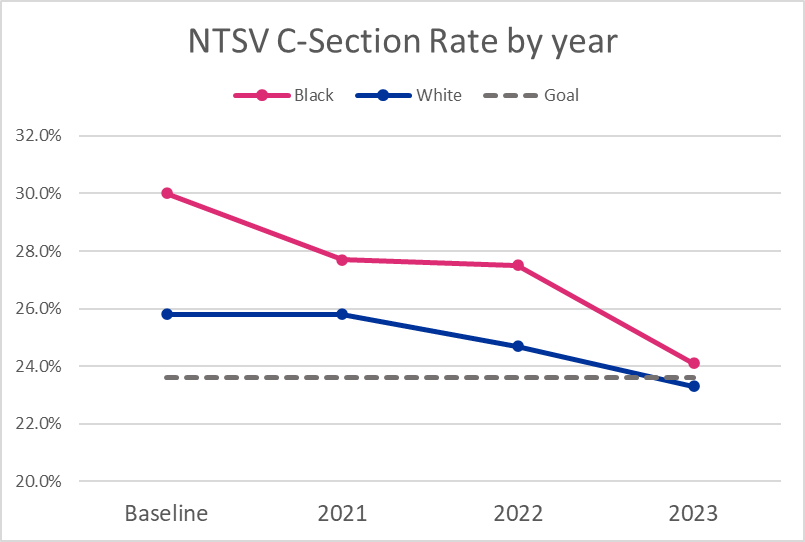 NTSV C-Section Rate by year
Black White Goal
32.0%
30.0%
28.0%
26.0%
24.0%
22.0%
20.0%
Baseline 2021 2022 2023